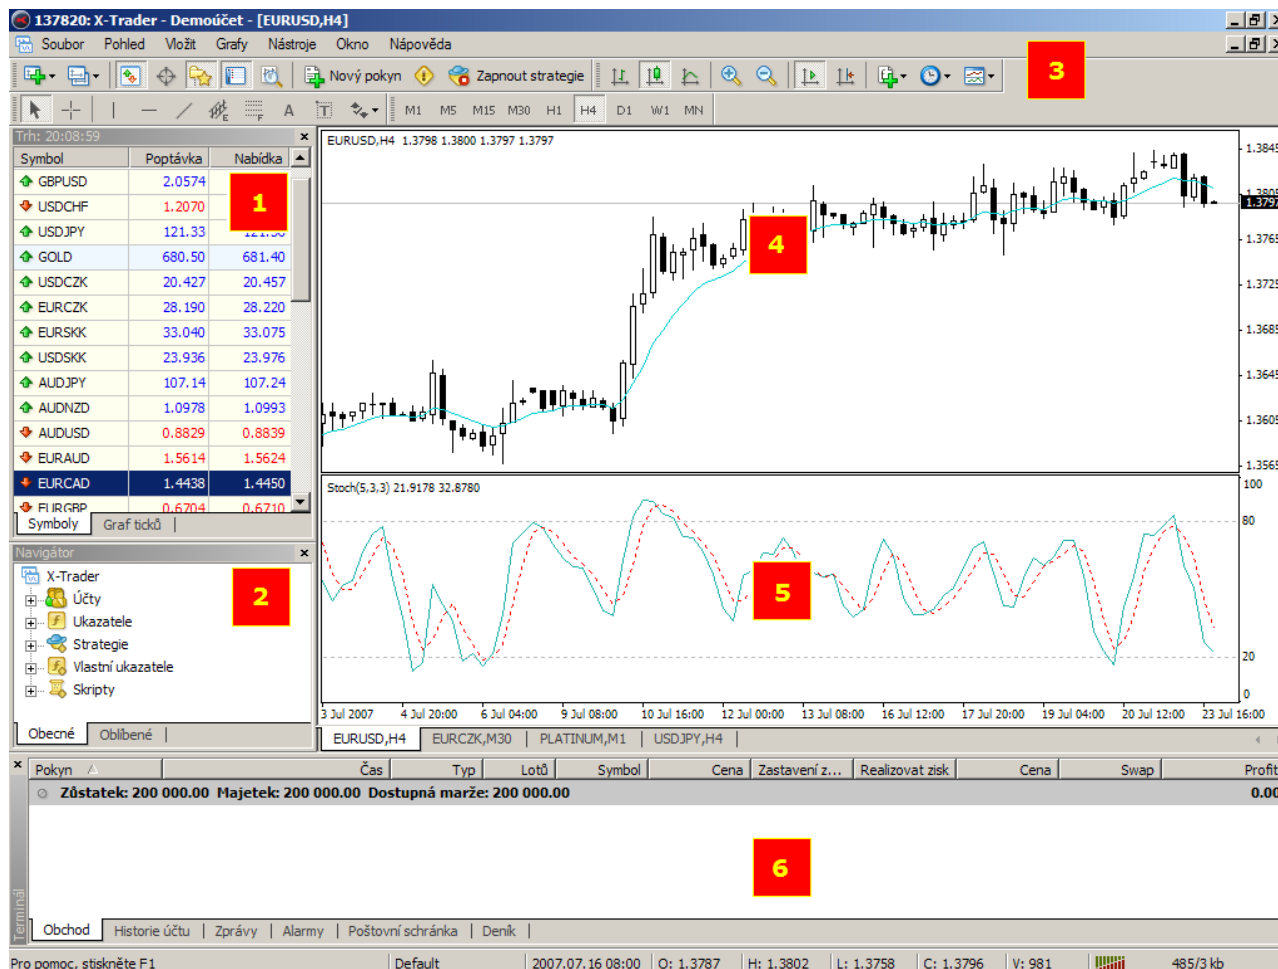 137820: X-Trader - Demoúčet - [EURUSD,H4]
Soubor Pohled Vložit Grafy Nástroje Okno Nápověda
Nový pokyn Zapnout strategie
3
A T M1 M5 M15 M30 H1 H4 D1 W1 MN
Trh: 20:08:59
Symbol Poptávka Nabídka
GBPUSD 2.0574
USDCHF 1.2070
1
USDJPY 121.33
GOLD 680.50 681.40
USDCZK 20.427 20.457
EURCZK 28.190 28.220
EURSKK 33.040 33.075
USDSKK 23.936 23.976
AUDJPY 107.14 107.24
AUDNZD 1.0978 1.0993
AUDUSD 0.8829 0.8839
EURAUD 1.5614 1.5624
EURCAD 1.4438 1.4450
EURGBP 0.6704 0.6710
Symboly Graf ticků
Navigátor
X-Trader
Účty
2
Ukazatele
Strategie
Vlastní ukazatele
Skripty
Obecné Oblíbené
EURUSD,H4 1.3798 1.3800 1.3797 1.3797
4
1.3845
1.3805
1.3797
1.3765
1.3725
1.3685
1.3645
1.3605
1.3565
Stoch(5,3,3) 21.9178 32.8780
100
80
5
20
0
3 Jul 2007 4 Jul 20:00 6 Jul 04:00 9 Jul 08:00 10 Jul 16:00 12 Jul 00:00 13 Jul 08:00 16 Jul 12:00 17 Jul 20:00 19 Jul 04:00 20 Jul 12:00 23 Jul 16:00
EURUSD,H4 EURCZK,M30 PLATINUM,M1 USDJPY,H4
Pokyn Čas Typ Lotů Symbol Cena Zastavení z... Realizovat zisk Cena Swap Profit
Zůstatek: 200 000.00 Majetek: 200 000.00 Dostupná marže: 200 000.00 0.00
6
Terminál
Obchod Historie účtu Zprávy Alarmy Poštovní schránka Deník
Pro pomoc, stiskněte F1 Default 2007.07.16 08:00 O: 1.3787 H: 1.3802 L: 1.3758 C: 1.3796 V: 981 485/3 kb